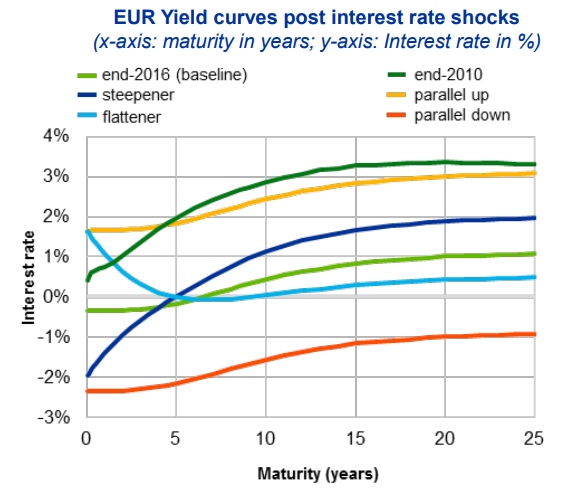 EUR Yield curves post interest rate shocks
(x-axis: maturity in years; y-axis: Interest rate in %)
end-2016 (baseline)
end-2010
steepener
parallel up
flattener
parallel down
4%
3%
2%
1%
0%
-1%
-2%
-3%
Interest rate
0 5 10 15 20 25
Maturity (years)